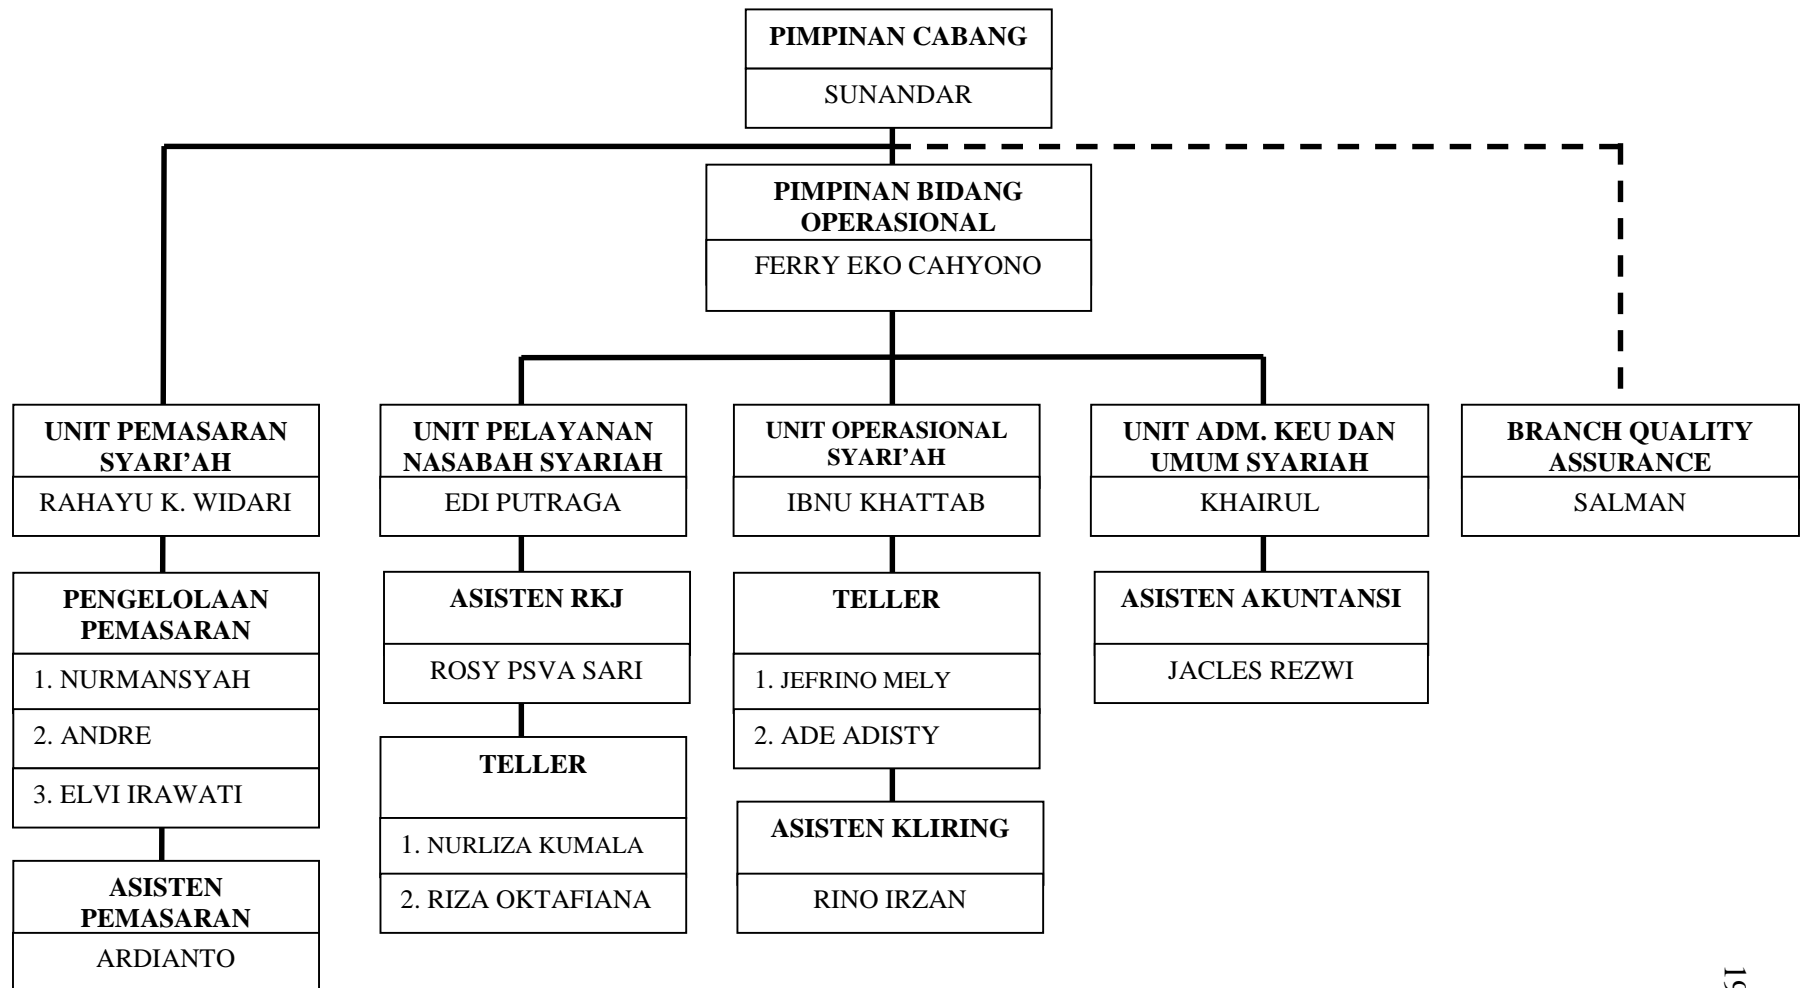 PIMPINAN CABANG
SUNANDAR
PIMPINAN BIDANG
OPERASIONAL
FERRY EKO CAHYONO
UNIT PEMASARAN
SYARI’AH
RAHAYU K. WIDARI
PENGELOLAAN
PEMASARAN
1. NURMANSYAH
2. ANDRE
3. ELVI IRAWATI
ASISTEN
PEMASARAN
ARDIANTO
UNIT PELAYANAN
NASABAH SYARIAH
EDI PUTRAGA
ASISTEN RKJ
ROSY PSVA SARI
TELLER
1. NURLIZA KUMALA
2. RIZA OKTAFIANA
UNIT OPERASIONAL
SYARI’AH
IBNU KHATTAB
TELLER
1. JEFRINO MELY
2. ADE ADISTY
ASISTEN KLIRING
RINO IRZAN
UNIT ADM. KEU DAN
UMUM SYARIAH
KHAIRUL
ASISTEN AKUNTANSI
JACLES REZWI
BRANCH QUALITY
ASSURANCE
SALMAN